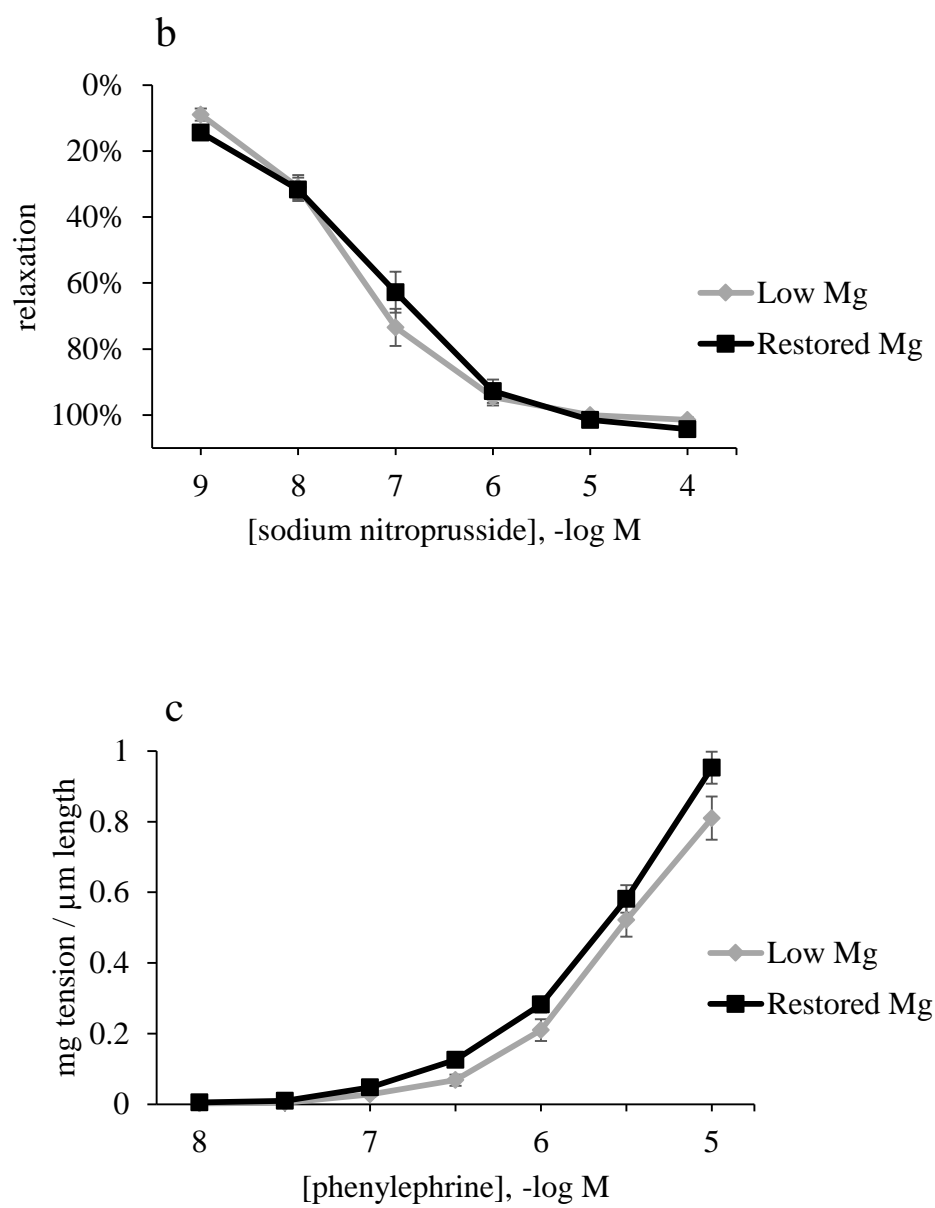 b
0%
20%
40%
60%
80%
100%
relaxation
9 8 7 6 5 4
[sodium nitroprusside], -log M
Low Mg
Restored Mg
c
1
0.8
0.6
0.4
0.2
0
mg tension / µm length
8 7 6 5
[phenylephrine], -log M
Low Mg
Restored Mg